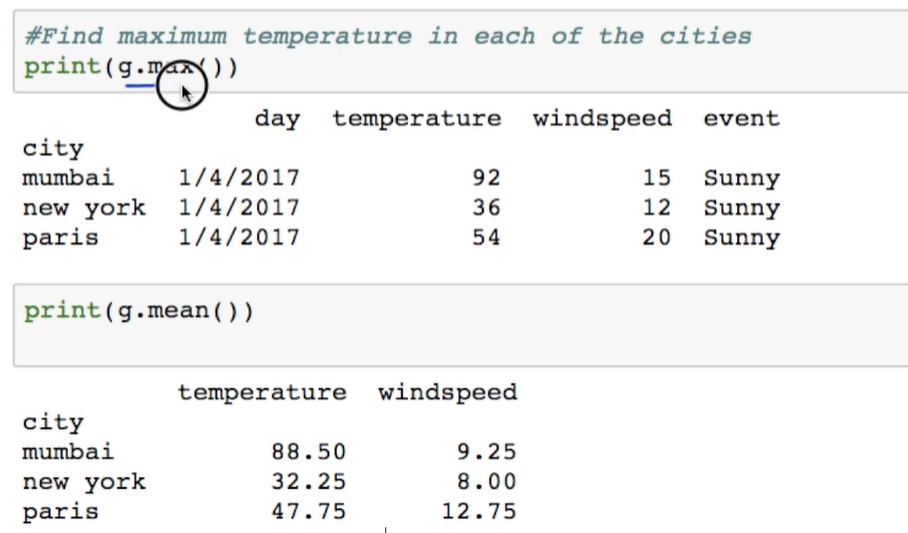 #Find maximum temperature in each of the cities
print(g.max())
day temperature windspeed event
city
mumbai 1/4/2017 92 15 Sunny
new york 1/4/2017 36 12 Sunny
paris 1/4/2017 54 20 Sunny
print(g.mean())
temperature windspeed
city
mumbai 88.50 9.25
new york 32.25 8.00
paris 47.75 12.75